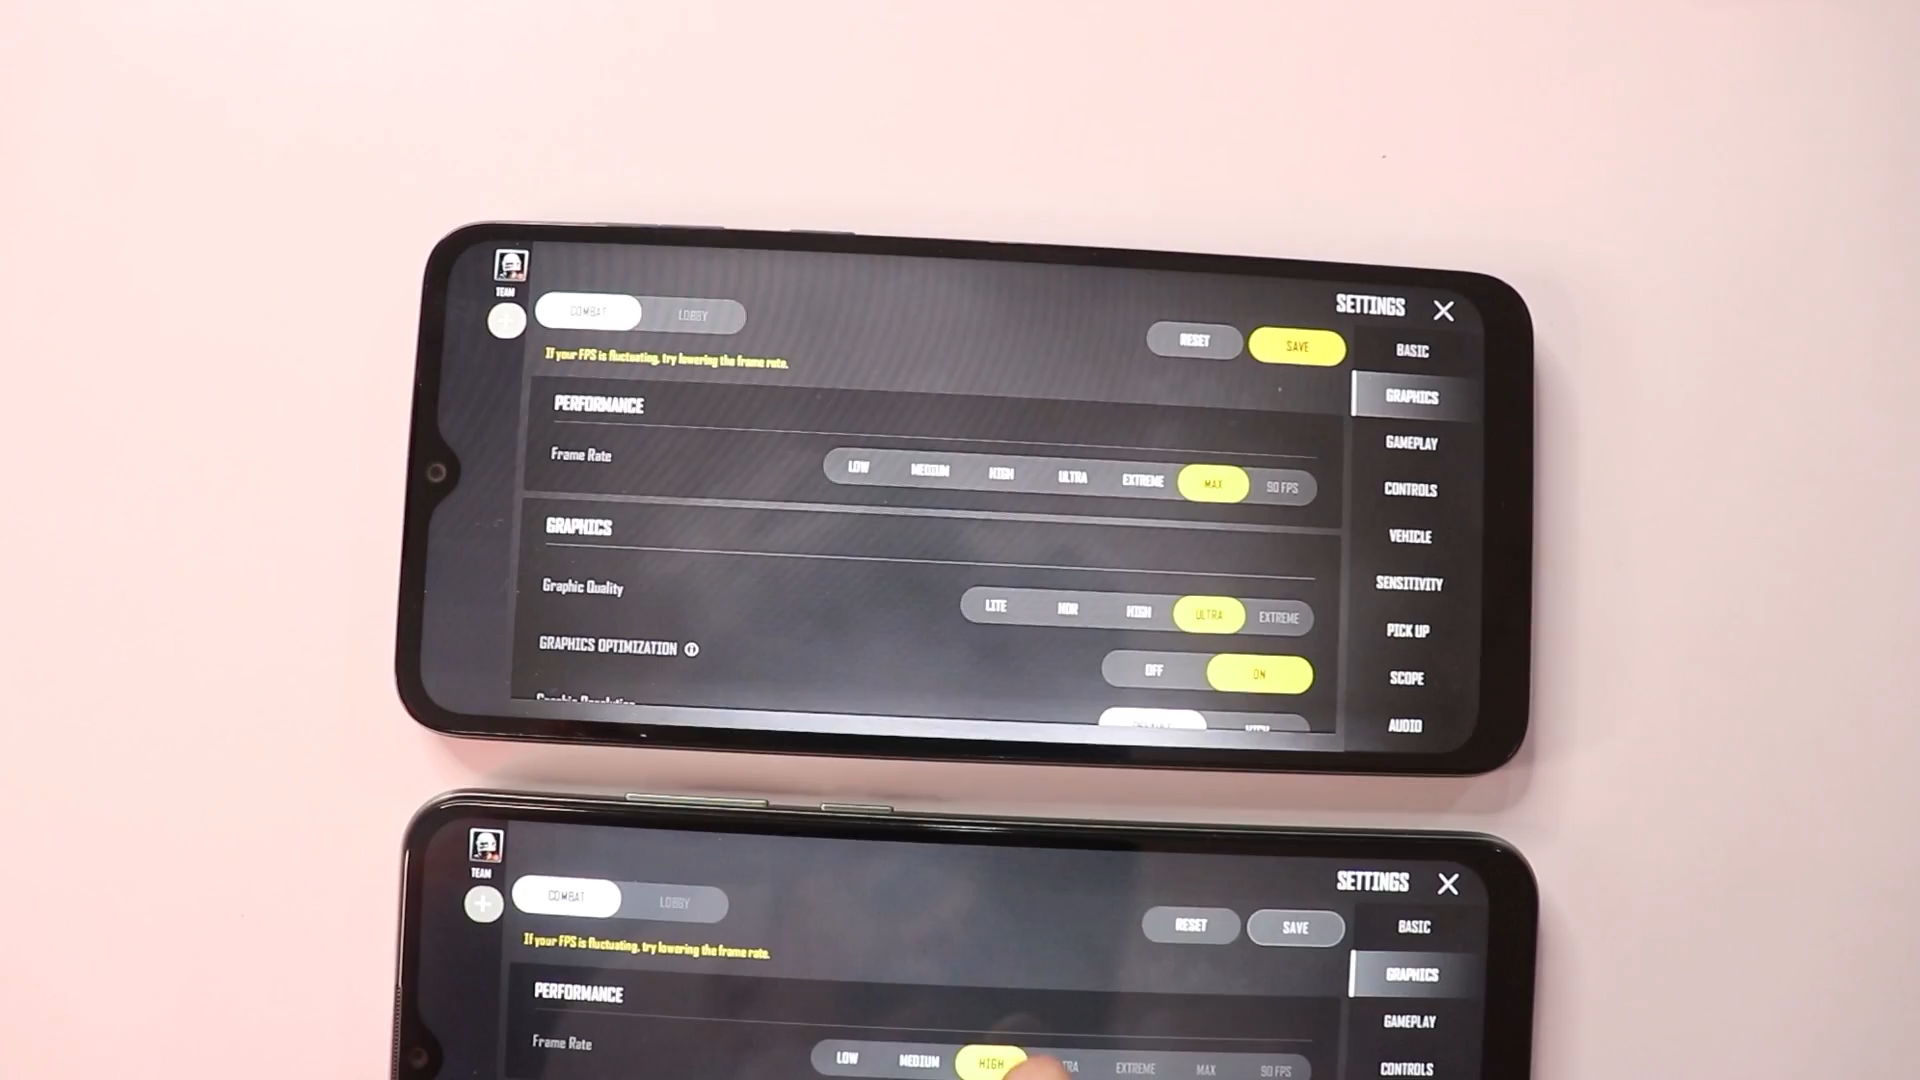 TEAM
COMBAT LOBBY
SETTINGS
If your FPS is fluctuating, try lowering the frame rate.
RESET SAVE
BASIC
PERFORMANCE
GRAPHICS
Frame Rate LOW MEDIUM HIGH ULTRA EXTREME MAX 90 FPS
GAMEPLAY
CONTROLS
GRAPHICS
VEHICLE
Graphic Quality LITE HDR HIGH ULTRA EXTREME
SENSITIVITY
GRAPHICS OPTIMIZATION OFF ON
PICK UP
SCOPE
AUDIO
TEAM
COMBAT LOBBY
SETTINGS
If your FPS is fluctuating, try lowering the frame rate.
RESET SAVE
BASIC
PERFORMANCE
GRAPHICS
GAMEPLAY
Frame Rate LOW MEDIUM HIGH EXTREME MAX 90 FPS
CONTROLS